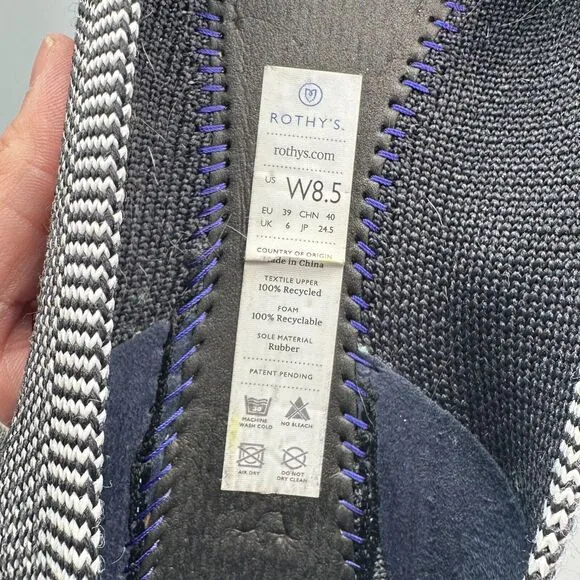 ROTHY'S™
rothys.com
US W8.5
EU 39 CHN 40
UK 6 JP 24.5
COUNTRY OF ORIGIN
Made in China
TEXTILE UPPER
100% Recycled
FOAM
100% Recyclable
SOLE MATERIAL
Rubber
PATENT PENDING
30
MACHINE WASH COLD
NO BLEACH
AIR DRY
DO NOT DRY CLEAN